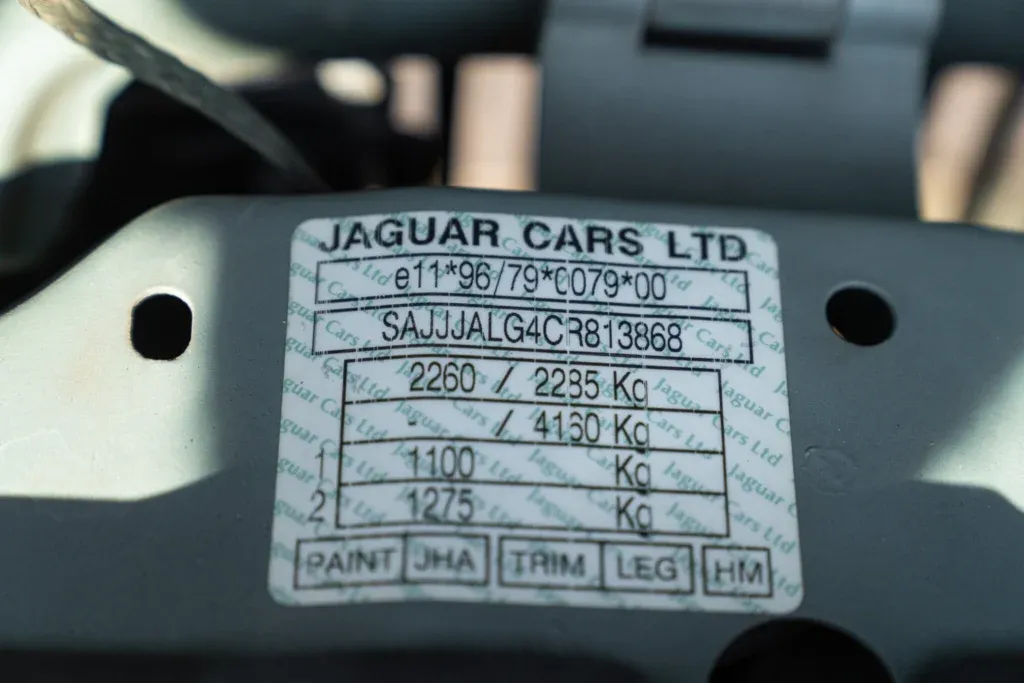 JAGUAR CARS LTD
e11*96/79*0079*00
SAJJJALG4CR813868
2260 / 2285 Kg
- / 4160 Kg
1 1100 Kg
2 1275 Kg
PAINT JHA TRIM LEG HM